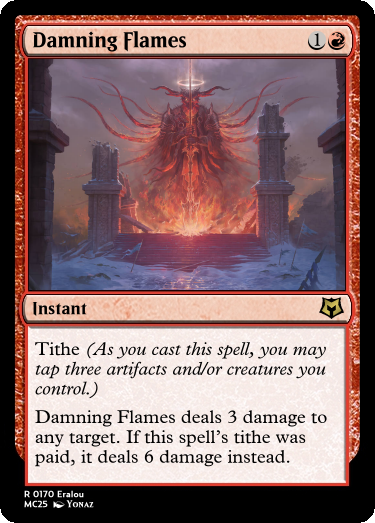 Damning Flames 1
Instant
Tithe (As you cast this spell, you may
tap three artifacts and/or creatures you
control.)
Damning Flames deals 3 damage to
any target. If this spell's tithe was
paid, it deals 6 damage instead.
R 0170 Eralou
MC25 Yonaz